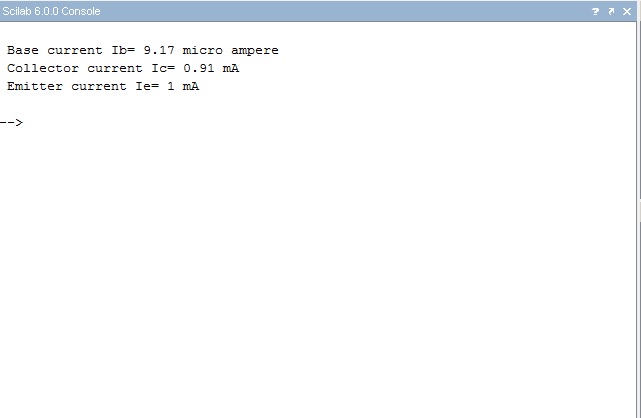 Scilab 6.0.0 Console
Base current Ib= 9.17 micro ampere
Collector current Ic= 0.91 mA
Emitter current Ie= 1 mA
-->